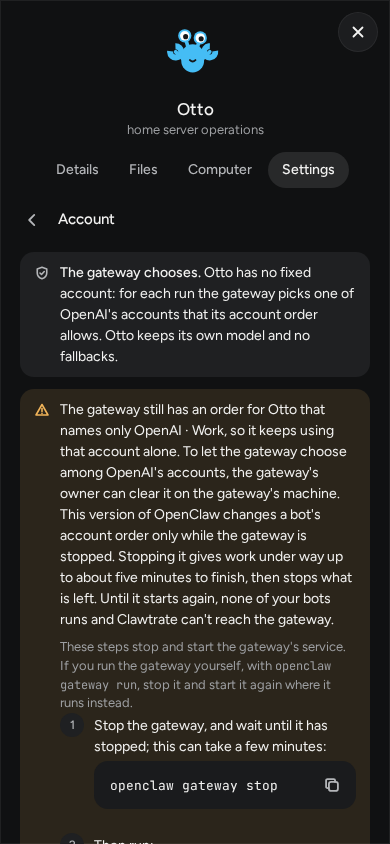 Otto
home server operations
Details Files Computer Settings
Account
The gateway chooses. Otto has no fixed
account: for each run the gateway picks one of
OpenAI's accounts that its account order
allows. Otto keeps its own model and no
fallbacks.
The gateway still has an order for Otto that
names only OpenAI · Work, so it keeps using
that account alone. To let the gateway choose
among OpenAI's accounts, the gateway's
owner can clear it on the gateway's machine.
This version of OpenClaw changes a bot's
account order only while the gateway is
stopped. Stopping it gives work under way up
to about five minutes to finish, then stops what
is left. Until it starts again, none of your bots
runs and Clawtrate can't reach the gateway.
These steps stop and start the gateway's service.
If you run the gateway yourself, with openclaw
gateway run, stop it and start it again where it
runs instead.
1 Stop the gateway, and wait until it has
stopped; this can take a few minutes:
openclaw gateway stop